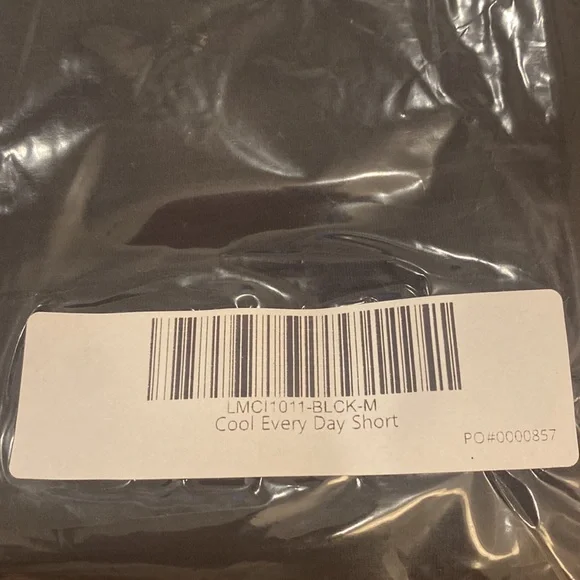 LMCI1011-BLCK-M
Cool Every Day Short
PO#0000857